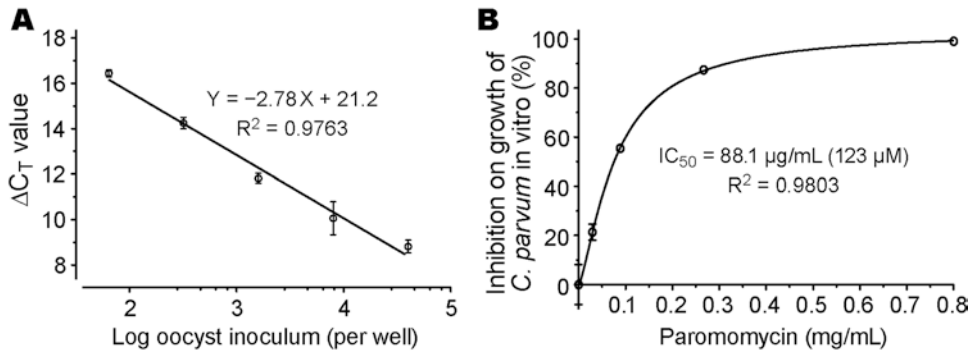 A
18
16
14
12
10
8
ΔCT value
Y = −2.78 X + 21.2
R2 = 0.9763
2 3 4 5
Log oocyst inoculum (per well)
B
100
80
60
40
20
0
Inhibition on growth of
C. parvum in vitro (%)
IC50 = 88.1 µg/mL (123 µM)
R2 = 0.9803
0.1 0.2 0.3 0.4 0.5 0.6 0.7 0.8
Paromomycin (mg/mL)